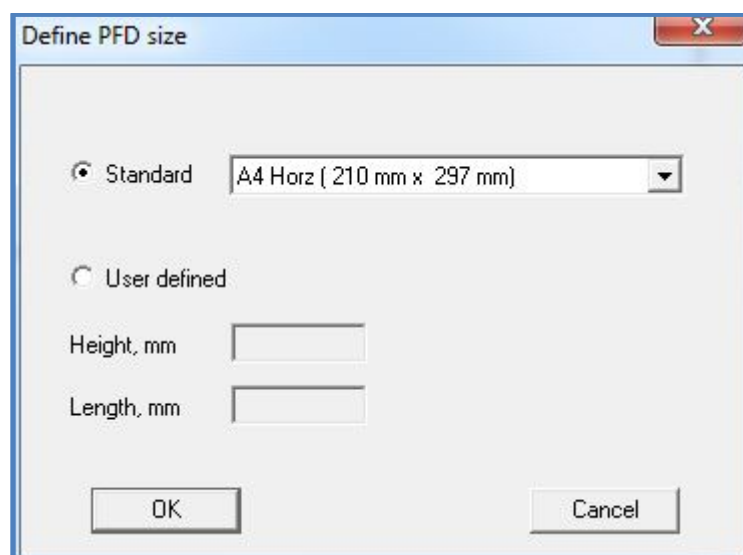 Define PFD size
X
Standard
A4 Horz ( 210 mm x  297 mm)
User defined
Height, mm
Length, mm
OK
Cancel